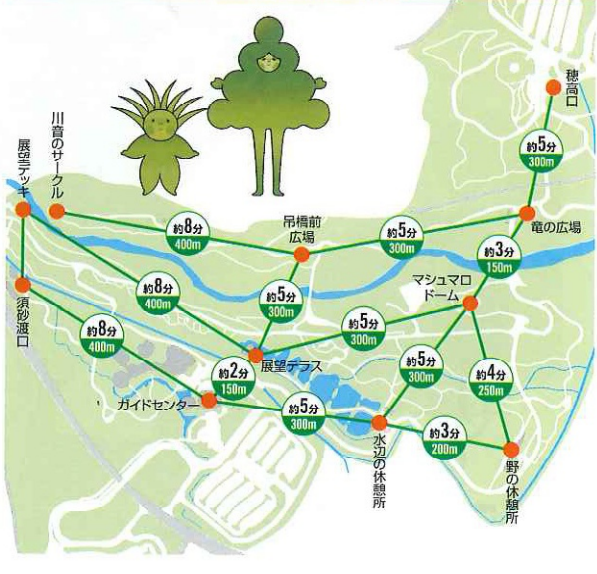 穂高口
約5分
300m
川音のサークル
展望デッキ
約8分
400m
吊橋前
広場
約5分
300m
竜の広場
約3分
150m
マシュマロ
ドーム
須砂渡口
約8分
400m
約5分
300m
約5分
300m
約8分
400m
展望テラス
約2分
150m
約5分
300m
約4分
250m
ガイドセンター
約5分
300m
約3分
200m
水辺の休憩所
野の休憩所